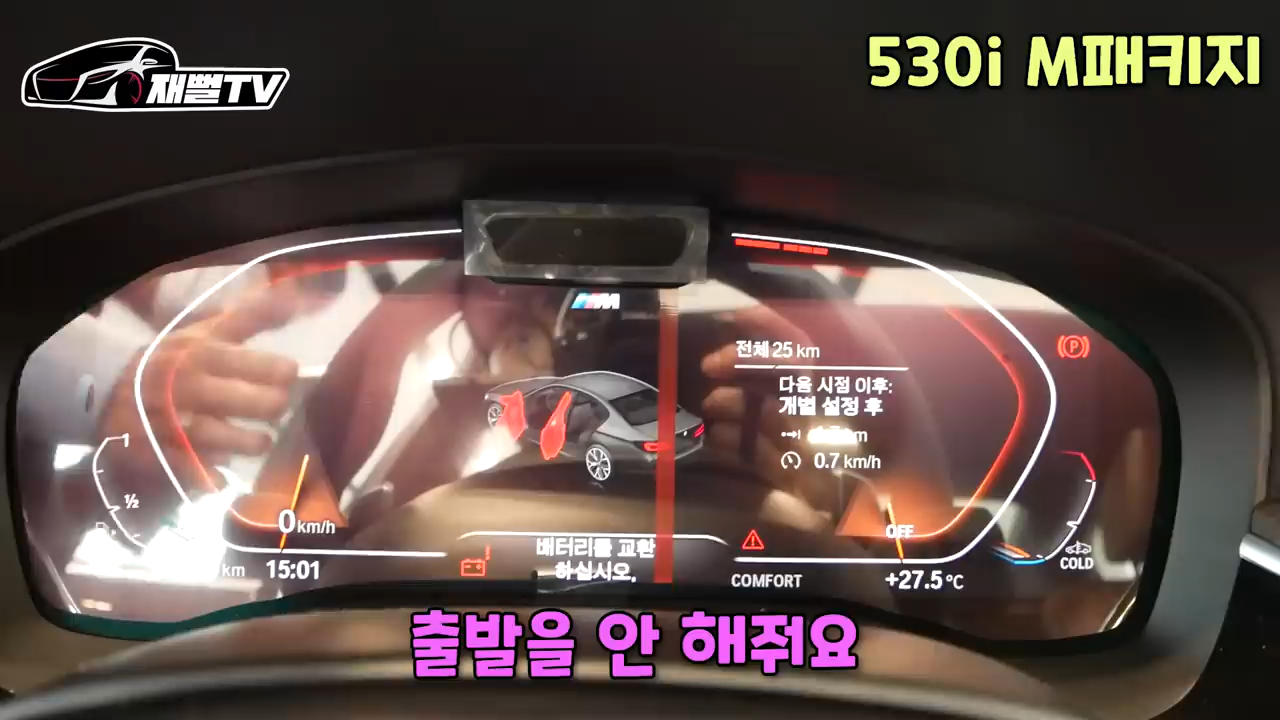 재뻘TV
530i M패키지
M
전체 25 km
다음 시점 이후:
개별 설정 후
0.7 km/h
P
1/2
0 km/h
OFF
km 15:01
배터리를 교환
하십시오.
COMFORT
+27.5 °C
COLD
출발을 안 해줘요